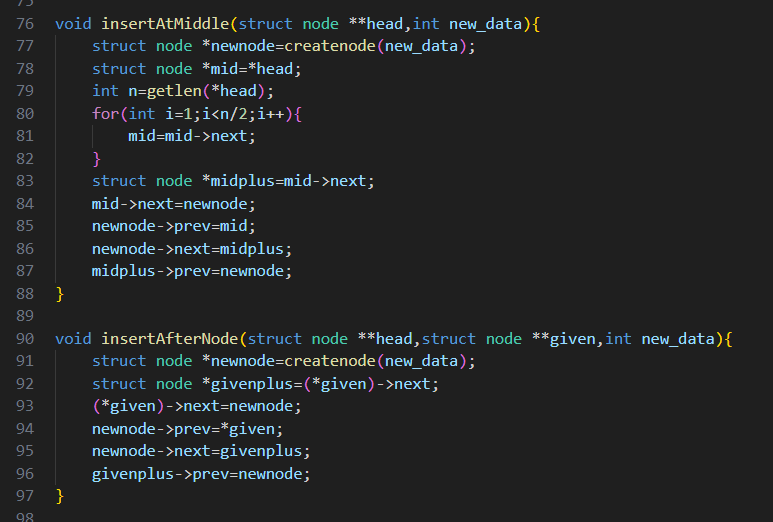 76 void insertAtMiddle(struct node **head,int new_data){
77     struct node *newnode=createnode(new_data);
78     struct node *mid=*head;
79     int n=getlen(*head);
80     for(int i=1;i<n/2;i++){
81         mid=mid->next;
82     }
83     struct node *midplus=mid->next;
84     mid->next=newnode;
85     newnode->prev=mid;
86     newnode->next=midplus;
87     midplus->prev=newnode;
88 }
89
90 void insertAfterNode(struct node **head,struct node **given,int new_data){
91     struct node *newnode=createnode(new_data);
92     struct node *givenplus=(*given)->next;
93     (*given)->next=newnode;
94     newnode->prev=*given;
95     newnode->next=givenplus;
96     givenplus->prev=newnode;
97 }
98